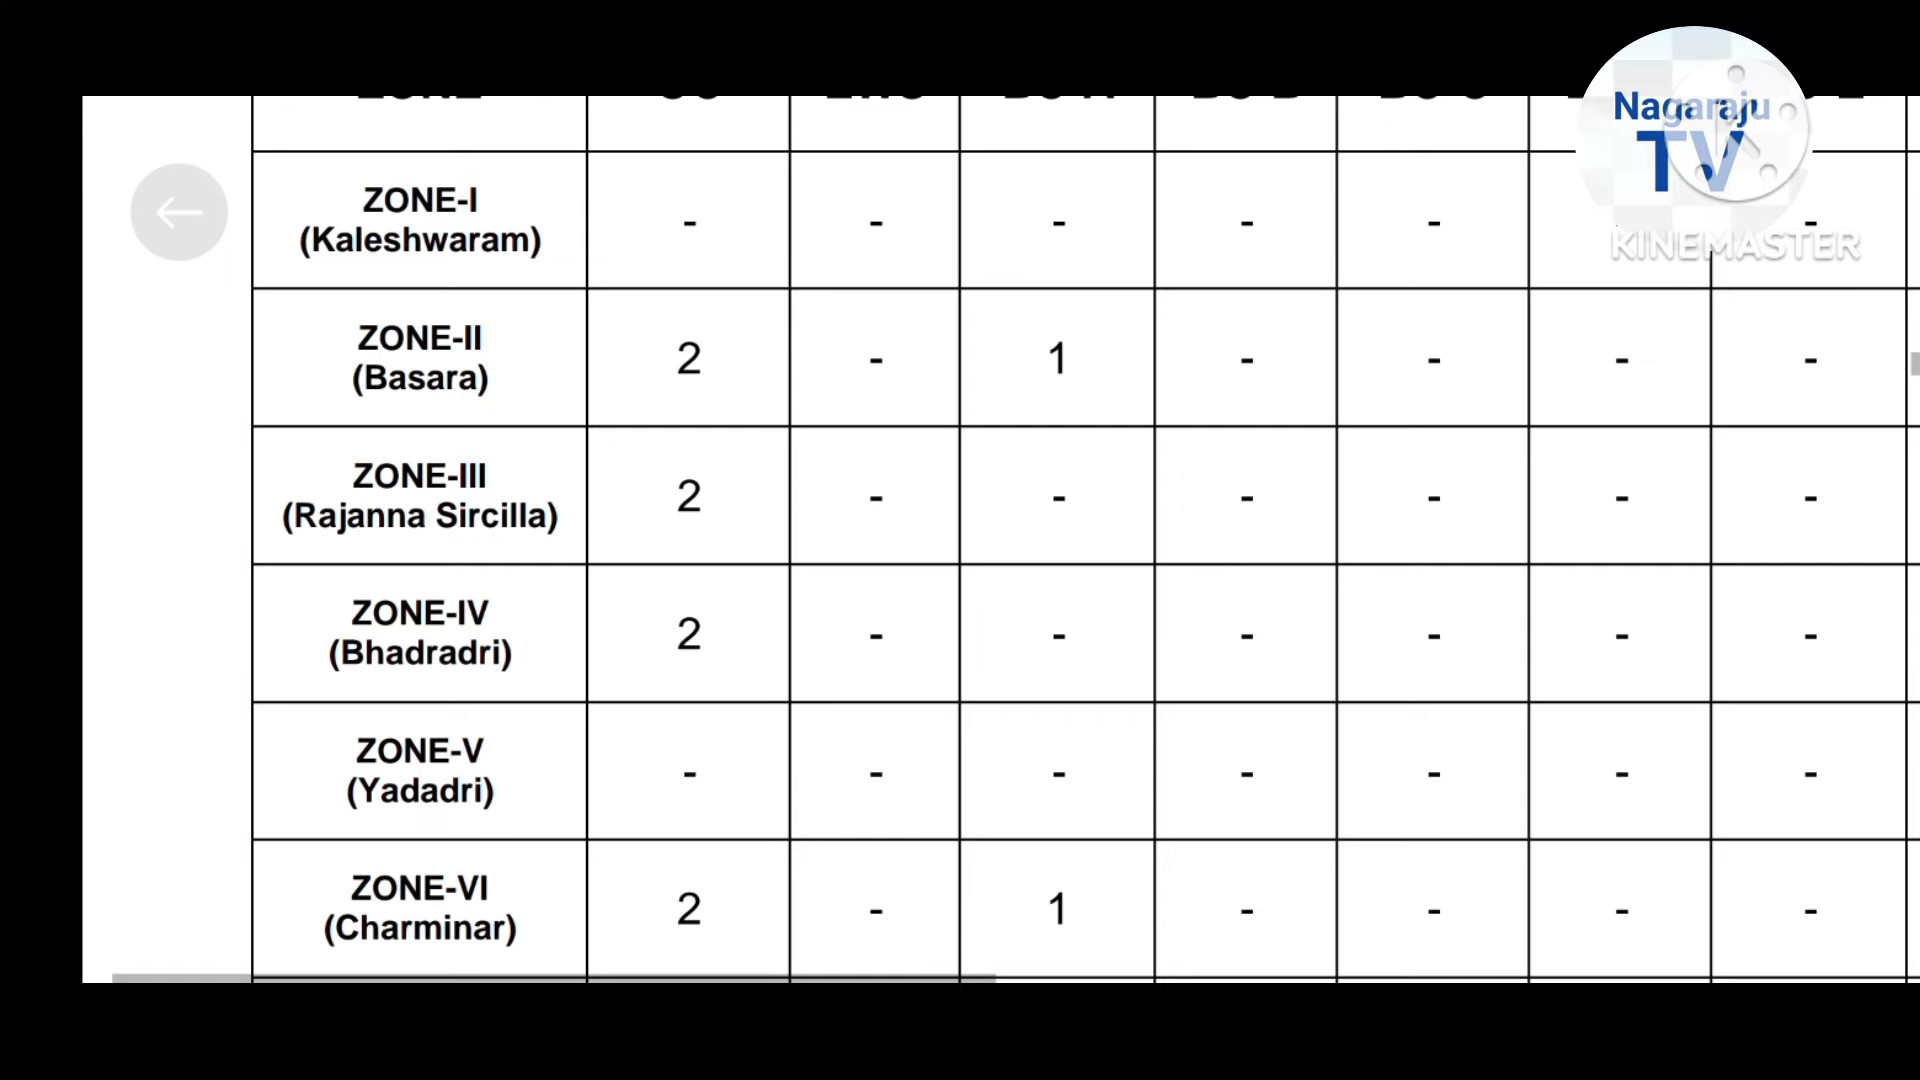 Nagaraju
TV
KINEMASTER
ZONE-I
(Kaleshwaram) - - - - - -
ZONE-II
(Basara) 2 - 1 - - - -
ZONE-III
(Rajanna Sircilla) 2 - - - - - -
ZONE-IV
(Bhadradri) 2 - - - - - -
ZONE-V
(Yadadri) - - - - - - -
ZONE-VI
(Charminar) 2 - 1 - - - -